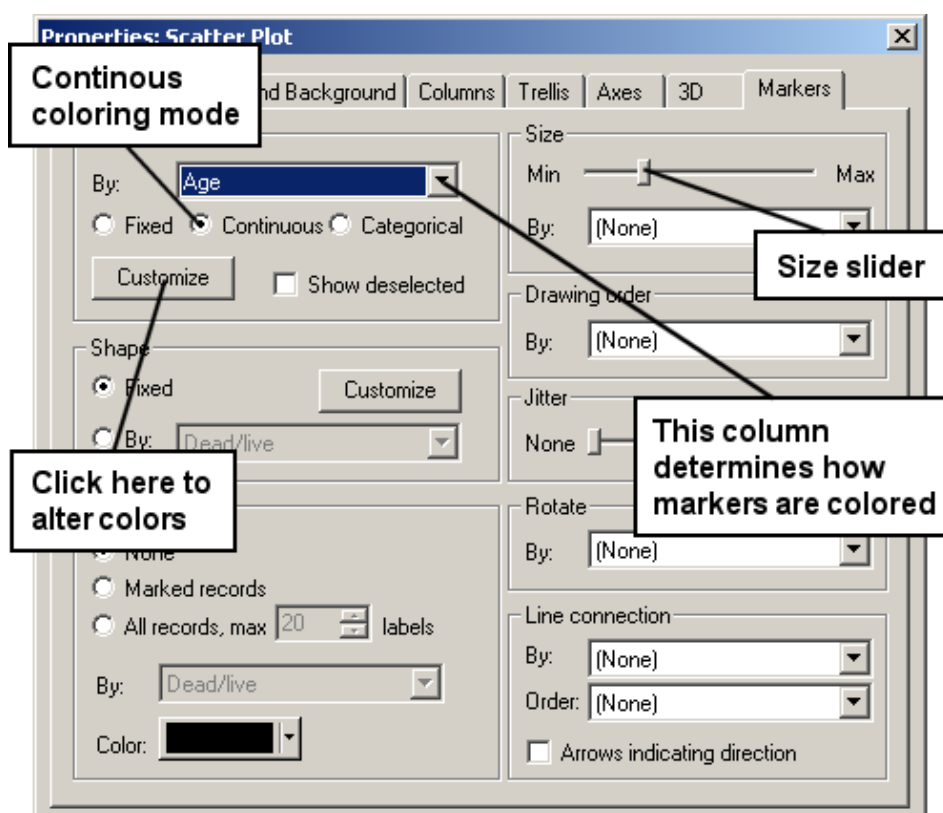 Properties: Scatter Plot
Continous
coloring mode
nd Background
Columns
Trellis
Axes
3D
Markers
By:
Age
Fixed
Continuous
Categorical
Customize
Show deselected
Size
Min
Max
By:
(None)
Size slider
Drawing order
By:
(None)
Shape
Fixed
Customize
By:
Dead/live
Jitter
None
This column
determines how
markers are colored
Click here to
alter colors
Rotate
By:
(None)
None
Marked records
All records, max
20
labels
By:
Dead/live
Color:
Line connection
By:
(None)
Order:
(None)
Arrows indicating direction